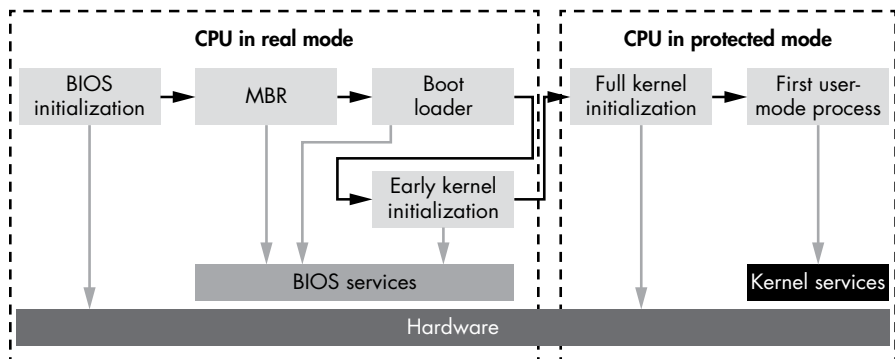 CPU in real mode
CPU in protected mode
BIOS
initialization
MBR
Boot
loader
Full kernel
initialization
First user-
mode process
Early kernel
initialization
BIOS services
Kernel services
Hardware